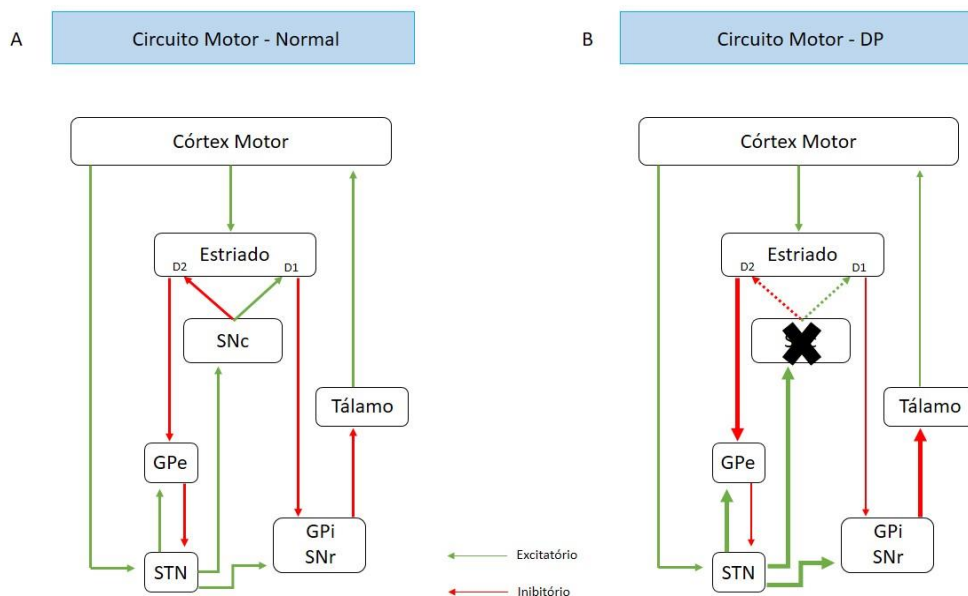 A
Circuito Motor - Normal
Córtex Motor
Estriado
D2
D1
SNc
Tálamo
GPe
GPi
SNr
STN
B
Circuito Motor - DP
Córtex Motor
Estriado
D2
D1
Tálamo
GPe
GPi
SNr
STN
Excitatório
Inibitório